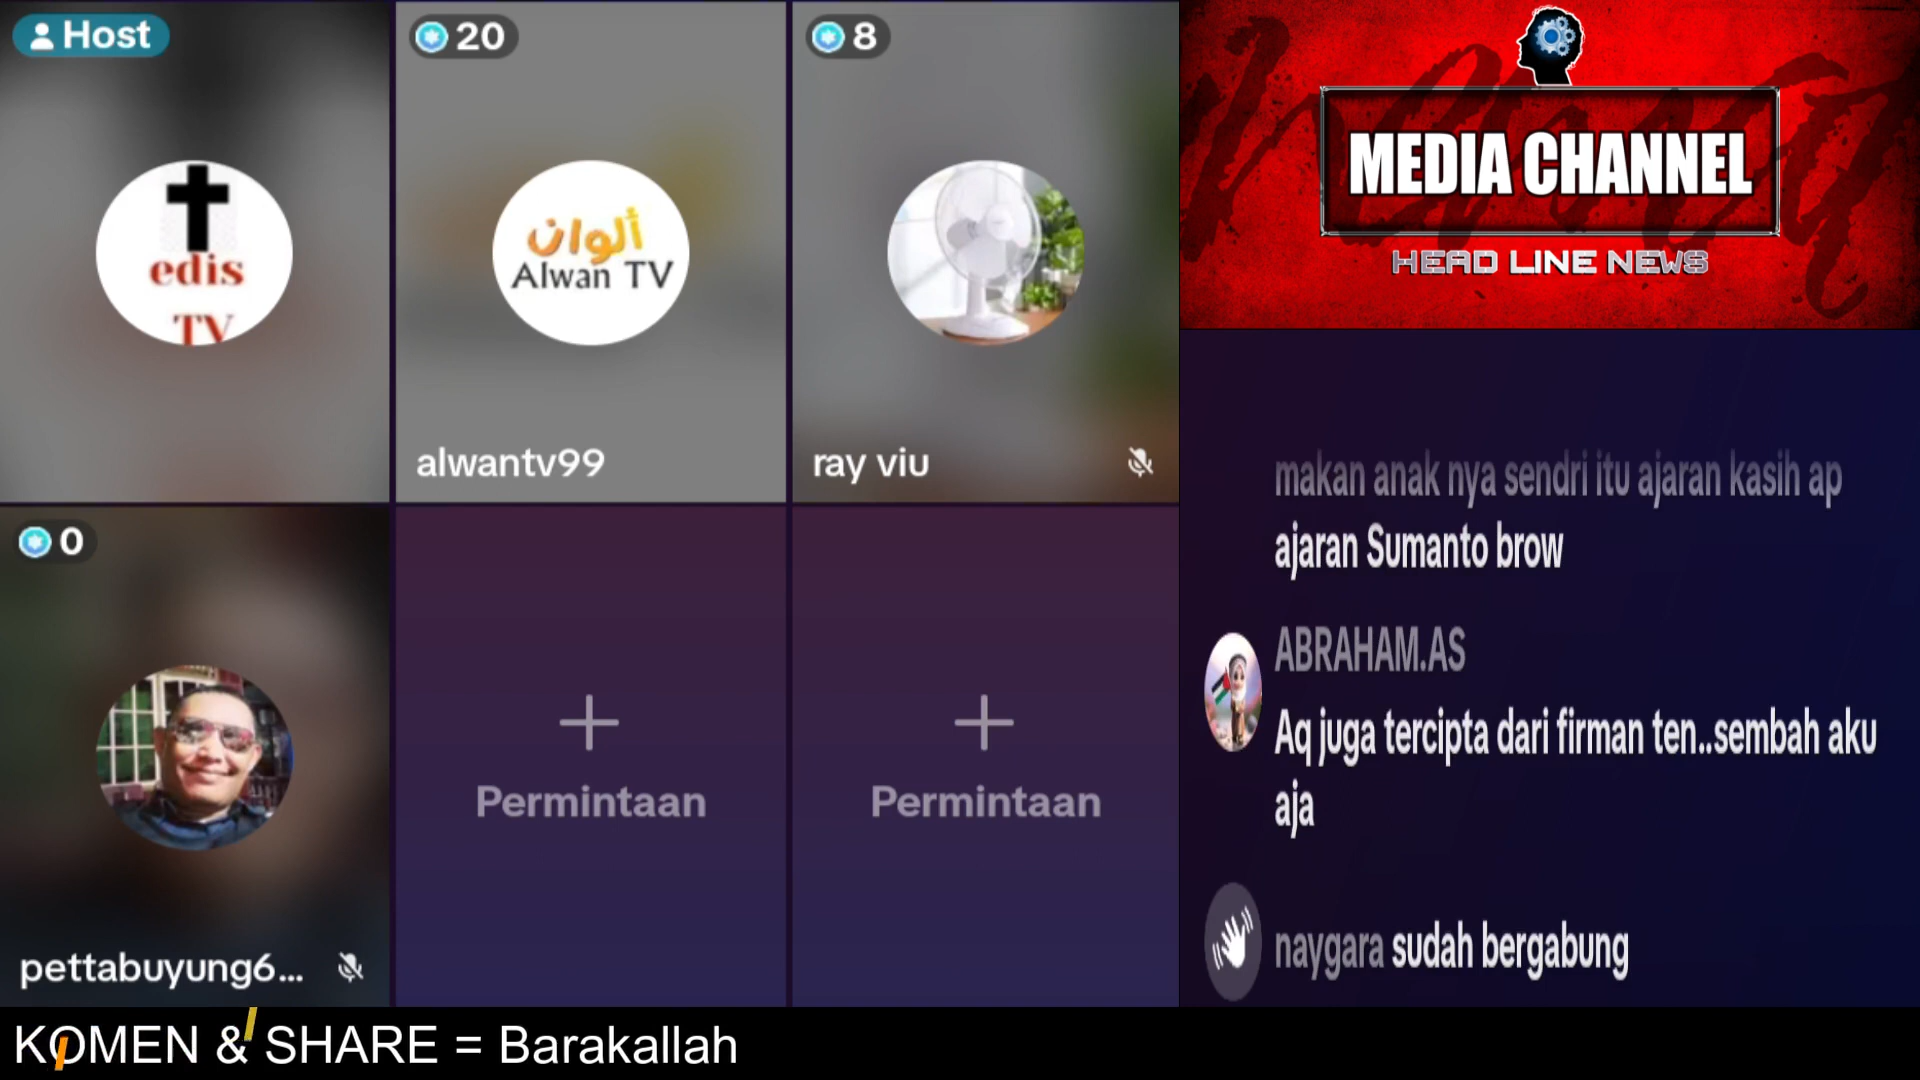 Host
20
8
edis
TV
ألوان
Alwan TV
alwantv99
ray viu
0
pettabuyung6...
Permintaan
Permintaan
MEDIA CHANNEL
HEAD LINE NEWS
makan anak nya sendri itu ajaran kasih ap
ajaran Sumanto brow
ABRAHAM.AS
Aq juga tercipta dari firman ten..sembah aku
aja
naygara sudah bergabung
KOMEN & SHARE = Barakallah